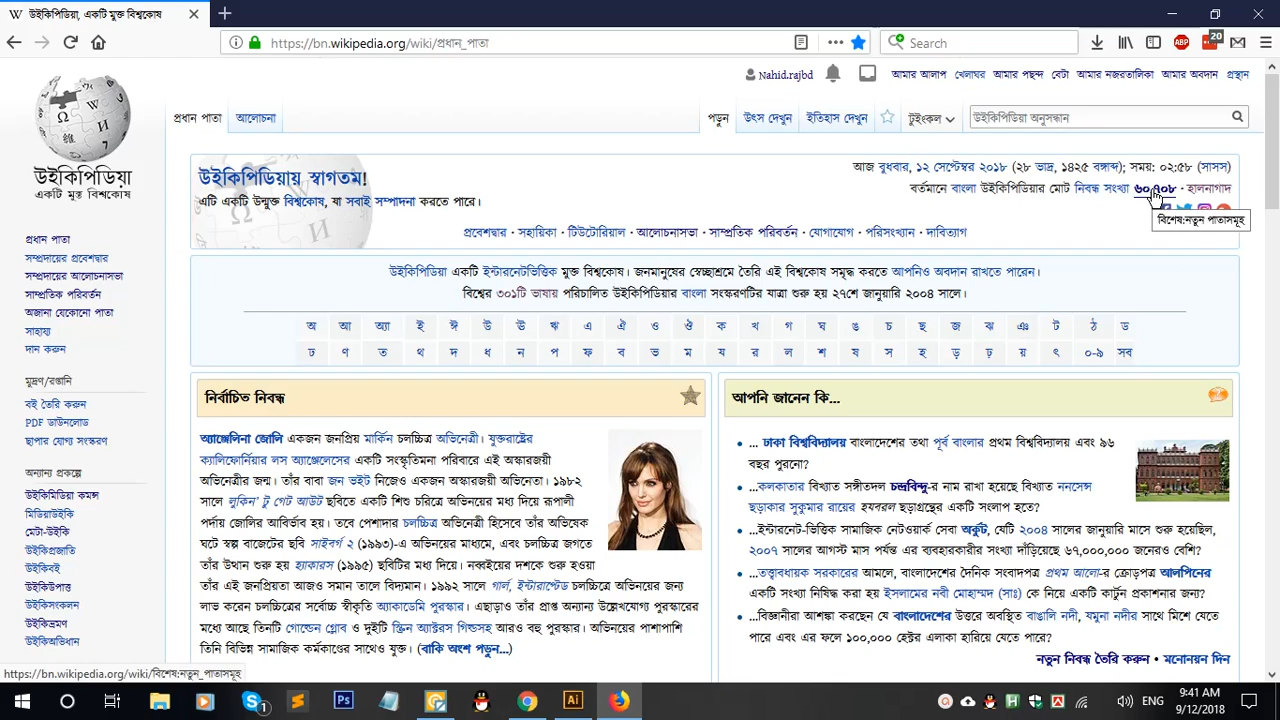 উইকিপিডিয়া, একটি মুক্ত বিশ্বকোষ
https://bn.wikipedia.org/wiki/প্রধান_পাতা
Search
20
ABP
Nahid.rajbd
আমার আলাপ খেলাঘর আমার পছন্দ বেটা আমার নজরতালিকা আমার অবদান প্রস্থান
প্রধান পাতা আলোচনা
পড়ুন উৎস দেখুন ইতিহাস দেখুন টুইংকল
উইকিপিডিয়া অনুসন্ধান
উইকিপিডিয়া
একটি মুক্ত বিশ্বকোষ
উইকিপিডিয়ায় স্বাগতম!
এটি একটি উন্মুক্ত বিশ্বকোষ, যা সবাই সম্পাদনা করতে পারে।
আজ বুধবার, ১২ সেপ্টেম্বর ২০১৮ (২৮ ভাদ্র, ১৪২৫ বঙ্গাব্দ); সময়: ০২:৫৮ (সাসস)
বর্তমানে বাংলা উইকিপিডিয়ার মোট নিবন্ধ সংখ্যা ৬০,৭০৮ · হালনাগাদ
বিশেষ:নতুন পাতাসমূহ
প্রবেশদ্বার · সহায়িকা · টিউটোরিয়াল · আলোচনাসভা · সাম্প্রতিক পরিবর্তন · যোগাযোগ · পরিসংখ্যান · দাবিত্যাগ
উইকিপিডিয়া একটি ইন্টারনেটভিত্তিক মুক্ত বিশ্বকোষ। জনমানুষের স্বেচ্ছাশ্রমে তৈরি এই বিশ্বকোষ সমৃদ্ধ করতে আপনিও অবদান রাখতে পারেন।
বিশ্বের ৩০১টি ভাষায় পরিচালিত উইকিপিডিয়ার বাংলা সংস্করণটির যাত্রা শুরু হয় ২৭শে জানুয়ারি ২০০৪ সালে।
অ আ অ্যা ই ঈ উ ঊ ঋ এ ঐ ও ঔ ক খ গ ঘ ঙ চ ছ জ ঝ ঞ ট ঠ ড
ঢ ণ ত থ দ ধ ন প ফ ব ভ ম য র ল শ ষ স হ ড় ঢ় য় ৎ ০-৯ সব
প্রধান পাতা
সম্প্রদায়ের প্রবেশদ্বার
সম্প্রদায়ের আলোচনাসভা
সাম্প্রতিক পরিবর্তন
অজানা যেকোনো পাতা
সাহায্য
দান করুন
মুদ্রণ/রপ্তানি
বই তৈরি করুন
PDF ডাউনলোড
ছাপার যোগ্য সংস্করণ
অন্যান্য প্রকল্পে
উইকিমিডিয়া কমন্স
মিডিয়াউইকি
মেটা-উইকি
উইকিপ্রজাতি
উইকিবই
উইকিউপাত্ত
উইকিসংকলন
উইকিভ্রমণ
উইকিঅভিধান
নির্বাচিত নিবন্ধ
অ্যাঞ্জেলিনা জোলি একজন জনপ্রিয় মার্কিন চলচ্চিত্র অভিনেত্রী। যুক্তরাষ্ট্রের
ক্যালিফোর্নিয়ার লস অ্যাঞ্জেলেসের একটি সংস্কৃতিমনা পরিবারে এই অস্কারজয়ী
অভিনেত্রীর জন্ম। তাঁর বাবা জন ভইট নিজেও একজন অস্কারজয়ী অভিনেতা। ১৯৮২
সালে লুকিন' টু গেট আউট ছবিতে একটি শিশু চরিত্রে অভিনয়ের মধ্য দিয়ে রূপালী
পর্দায় জোলির আবির্ভাব হয়। তবে পেশাদার চলচ্চিত্র অভিনেত্রী হিসেবে তাঁর অভিষেক
ঘটে স্বল্প বাজেটের ছবি সাইবর্গ ২ (১৯৯৩)-এ অভিনয়ের মাধ্যমে, এবং চলচ্চিত্র জগতে
তাঁর উত্থান শুরু হয় হ্যাকারস (১৯৯৫) ছবিটির মধ্য দিয়ে। নব্বইয়ের দশকে শুরু হওয়া
তাঁর এই জনপ্রিয়তা আজও সমান তালে বিদ্যমান। ১৯৯২ সালে গার্ল, ইন্টারাপ্টেড চলচ্চিত্রে অভিনয়ের জন্য
লাভ করেন চলচ্চিত্রের সর্বোচ্চ স্বীকৃতি অ্যাকাডেমি পুরস্কার। এছাড়াও তাঁর প্রাপ্ত অন্যান্য উল্লেখযোগ্য পুরস্কারের
মধ্যে আছে তিনটি গোল্ডেন গ্লোব ও দুইটি স্ক্রিন অ্যাক্টরস গিল্ডসহ আরও বহু পুরস্কার। অভিনয়ের পাশাপাশি
তিনি বিভিন্ন সামাজিক কর্মকাণ্ডের সাথেও যুক্ত। (বাকি অংশ পড়ুন...)
আপনি জানেন কি...
... ঢাকা বিশ্ববিদ্যালয় বাংলাদেশের তথা পূর্ব বাংলার প্রথম বিশ্ববিদ্যালয় এবং ৯৬
বছর পুরনো?
...কলকাতার বিখ্যাত সঙ্গীতদল চন্দ্রবিন্দু-র নাম রাখা হয়েছে বিখ্যাত ননসেন্স
ছড়াকার সুকুমার রায়ের হযবরল ছড়াগ্রন্থের একটি সংলাপ হতে?
...ইন্টারনেট-ভিত্তিক সামাজিক নেটওয়ার্ক সেবা অর্কুট, যেটি ২০০৪ সালের জানুয়ারি মাসে শুরু হয়েছিল,
২০০৭ সালের আগস্ট মাস পর্যন্ত এর ব্যবহারকারীর সংখ্যা দাঁড়িয়েছে ৬৭,০০০,০০০ জনেরও বেশি?
...তত্ত্বাবধায়ক সরকারের আমলে, বাংলাদেশের দৈনিক সংবাদপত্র প্রথম আলো-র ক্রোড়পত্র আলপিনের
একটি সংখ্যা নিষিদ্ধ করা হয় ইসলামের নবী মোহাম্মদ (সাঃ) কে নিয়ে একটি কার্টুন প্রকাশনার জন্য?
...বিজ্ঞানীরা আশঙ্কা করছেন যে বাংলাদেশের উত্তরে অবস্থিত বাঙালি নদী, যমুনা নদীর সাথে মিশে যেতে
পারে এবং এর ফলে ১০০,০০০ হেক্টর এলাকা হারিয়ে যেতে পারে?
নতুন নিবন্ধ তৈরি করুন • মনোনয়ন দিন
https://bn.wikipedia.org/wiki/বিশেষ:নতুন_পাতাসমূহ
ENG
9:41 AM
9/12/2018